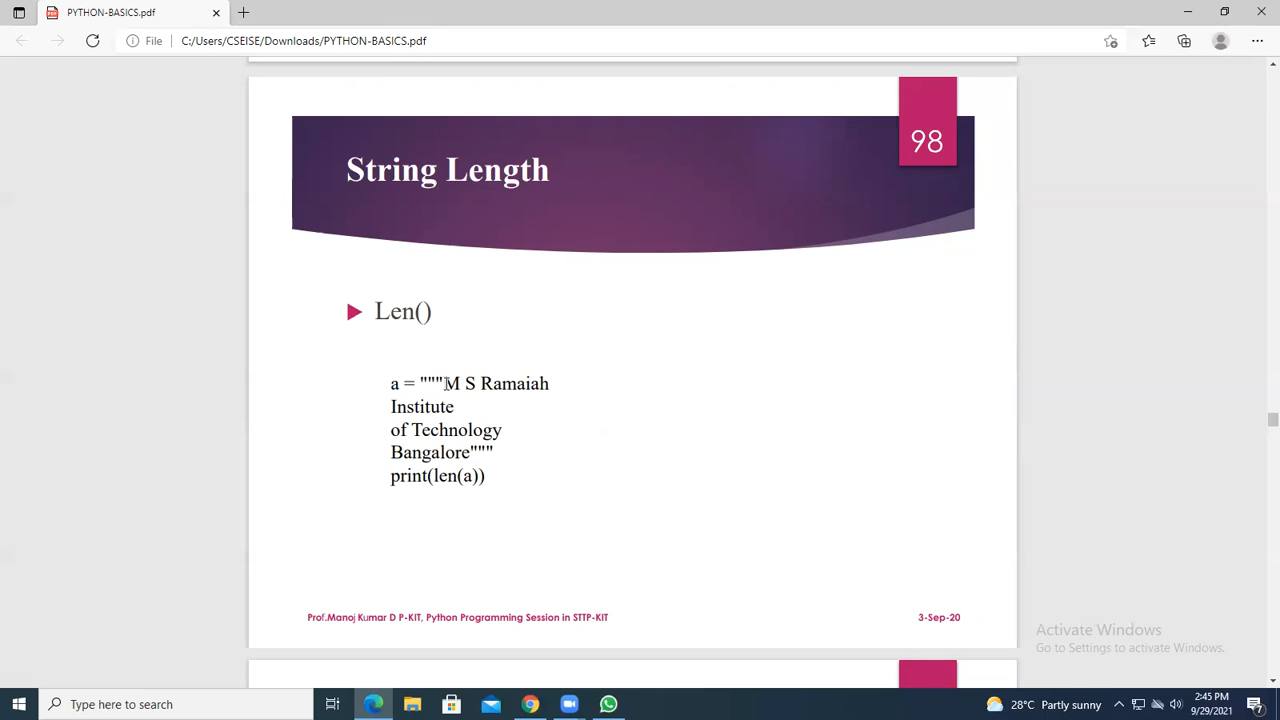 PYTHON-BASICS.pdf
File
C:/Users/CSEISE/Downloads/PYTHON-BASICS.pdf
98
String Length
Len()
a = """M S Ramaiah
Institute
of Technology
Bangalore"""
print(len(a))
Prof.Manoj Kumar D P-KIT, Python Programming Session in STTP-KIT
3-Sep-20
Activate Windows
Go to Settings to activate Windows.
Type here to search
28°C Partly sunny
2:45 PM
9/29/2021
7